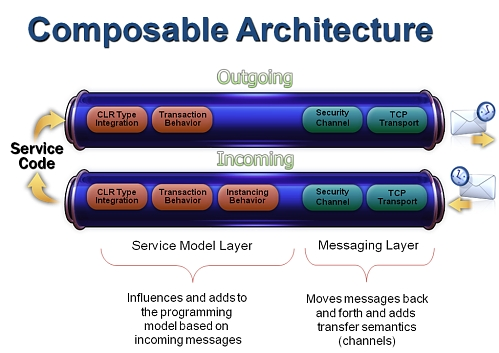 Composable Architecture
Outgoing
CLR Type Integration
Transaction Behavior
Security Channel
TCP Transport
Service Code
Incoming
CLR Type Integration
Transaction Behavior
Instancing Behavior
Security Channel
TCP Transport
Service Model Layer
Messaging Layer
Influences and adds to
the programming
model based on
incoming messages
Moves messages back
and forth and adds
transfer semantics
(channels)